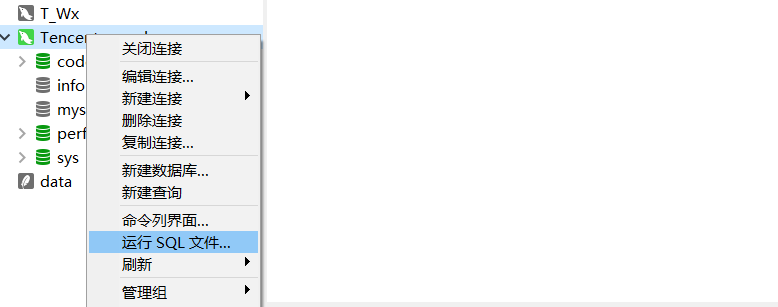 T_Wx
Tencent
关闭连接
cod
编辑连接...
info
新建连接
mys
删除连接
perf
复制连接...
sys
新建数据库...
data
新建查询
命令列界面...
运行 SQL 文件...
刷新
管理组